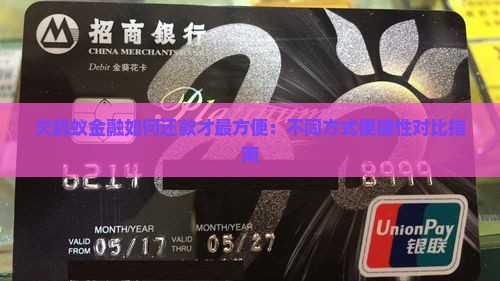 招商银行
CHINA MERCHANTS
Debit 金葵花卡
Platinum
欠蚂蚁金融如何还款才最方便：不同方式便捷性对比指
南
6214 8999
MONTH/YEAR MONTH/YEAR
VALID FROM 05/17 VALID THRU 05/27
UnionPay
银联